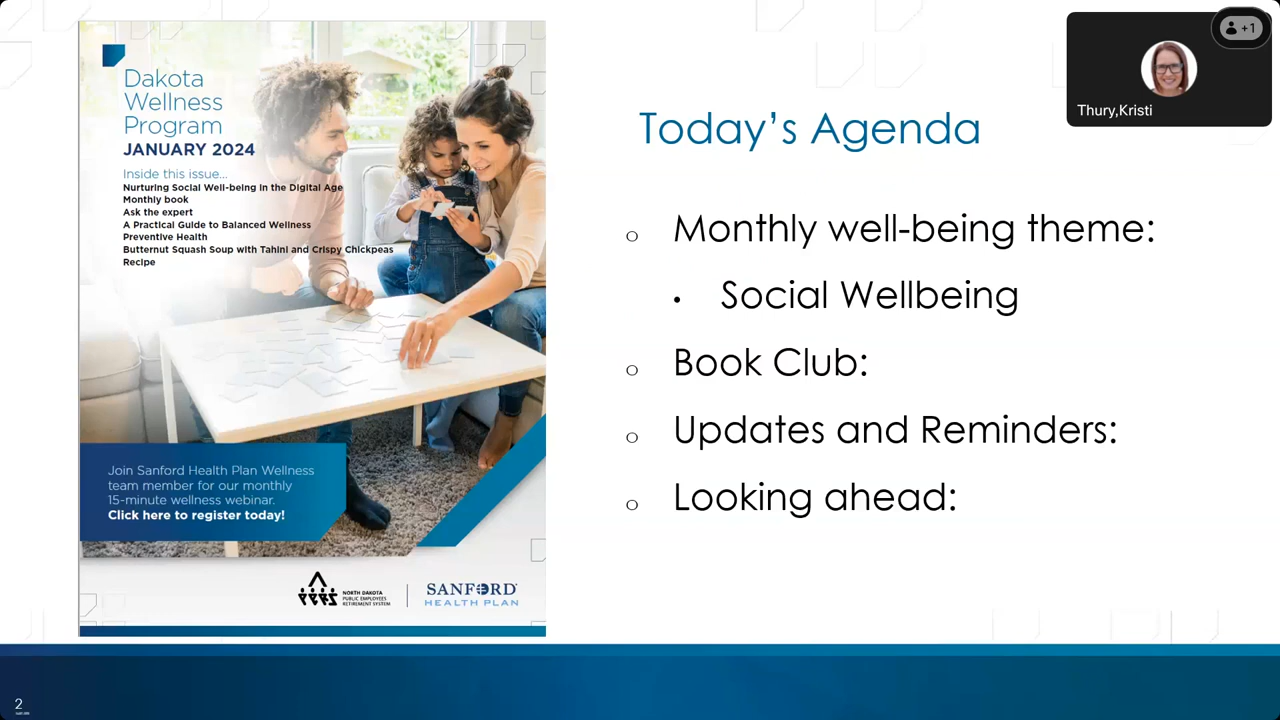 Dakota
Wellness
Program
JANUARY 2024
Inside this issue...
Nurturing Social Well-being in the Digital Age
Monthly book
Ask the expert
A Practical Guide to Balanced Wellness
Preventive Health
Butternut Squash Soup with Tahini and Crispy Chickpeas
Recipe
Join Sanford Health Plan Wellness
team member for our monthly
15-minute wellness webinar.
Click here to register today!
NORTH DAKOTA
PUBLIC EMPLOYEES
RETIREMENT SYSTEM
SANFORD
HEALTH PLAN
Today's Agenda
Monthly well-being theme:
Social Wellbeing
Book Club:
Updates and Reminders:
Looking ahead:
+1
Thury,Kristi
2